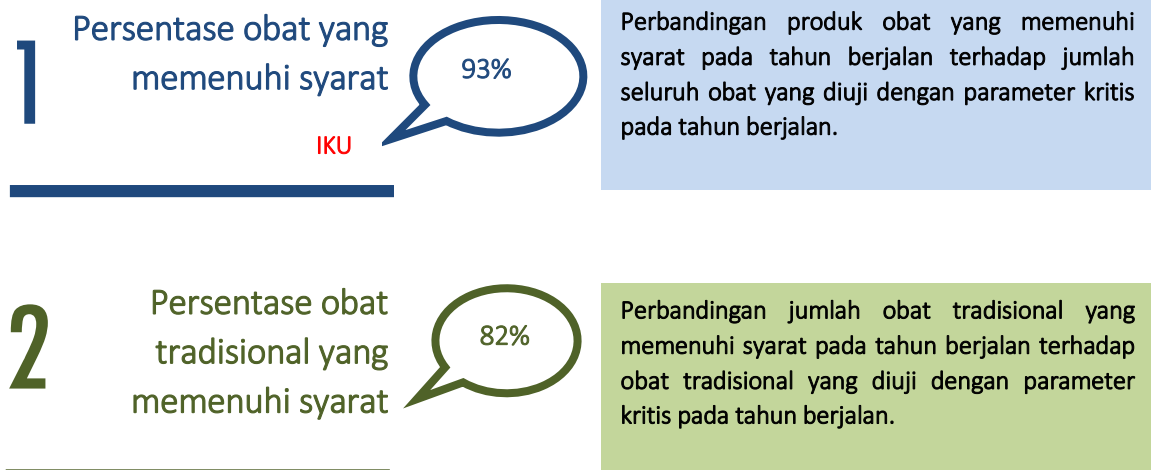 1
Persentase obat yang
memenuhi syarat
IKU
93%
Perbandingan produk obat yang memenuhi
syarat pada tahun berjalan terhadap jumlah
seluruh obat yang diuji dengan parameter kritis
pada tahun berjalan.
2
Persentase obat
tradisional yang
memenuhi syarat
82%
Perbandingan jumlah obat tradisional yang
memenuhi syarat pada tahun berjalan terhadap
obat tradisional yang diuji dengan parameter
kritis pada tahun berjalan.